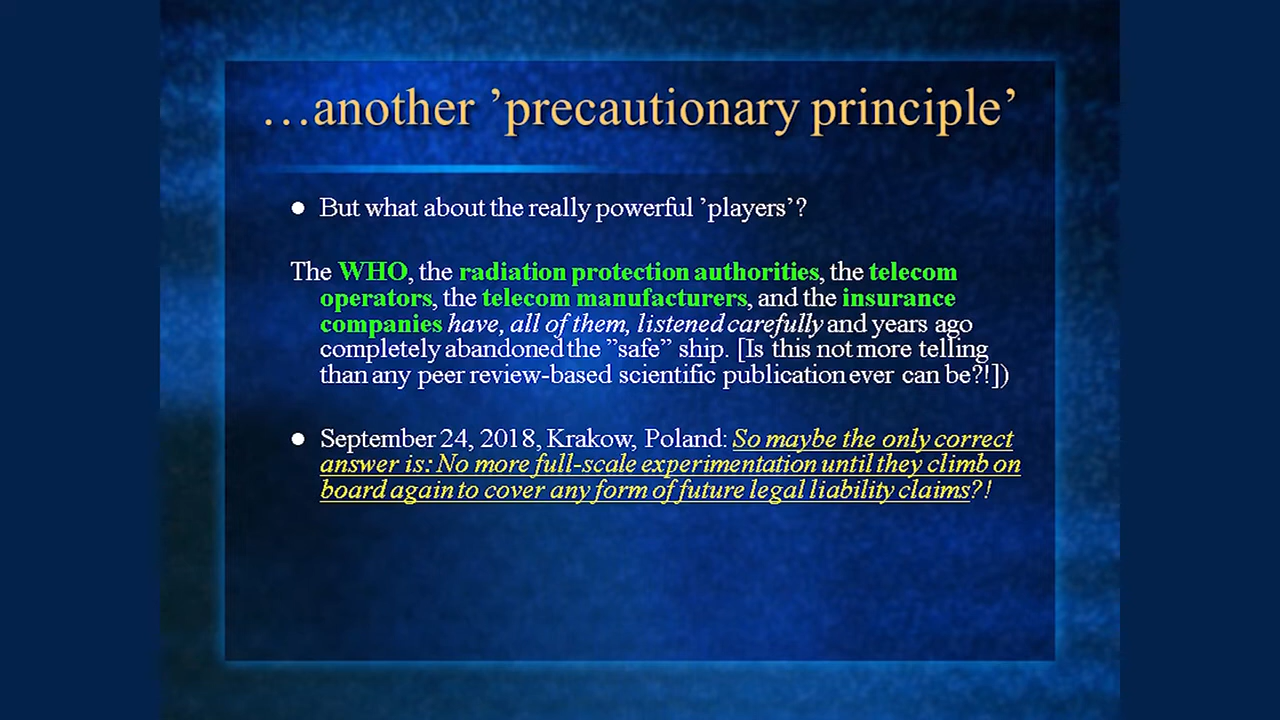 …another ’precautionary principle’
● But what about the really powerful ’players’?
The WHO, the radiation protection authorities, the telecom
operators, the telecom manufacturers, and the insurance
companies have, all of them, listened carefully and years ago
completely abandoned the ”safe” ship. [Is this not more telling
than any peer review-based scientific publication ever can be?!])
● September 24, 2018, Krakow, Poland: So maybe the only correct
answer is: No more full-scale experimentation until they climb on
board again to cover any form of future legal liability claims?!